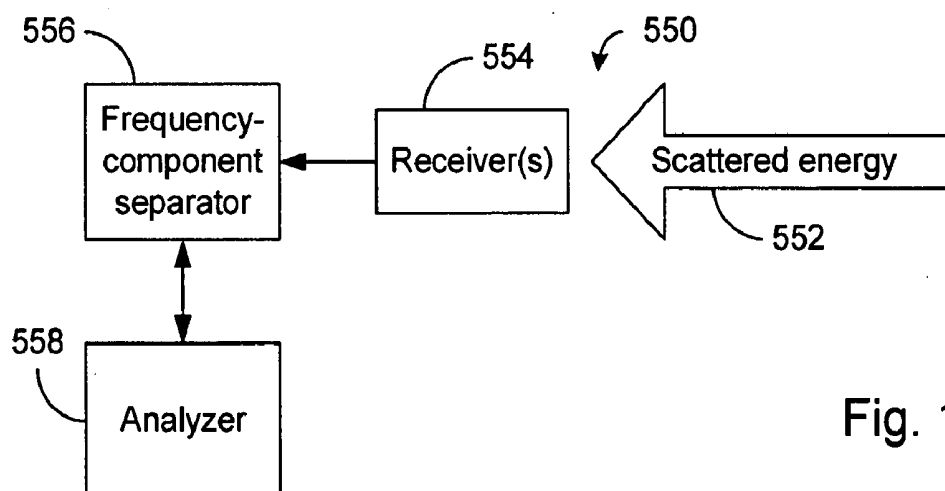 556
554
550
Frequency-
component
separator
Receiver(s)
Scattered energy
552
558
Analyzer
Fig.